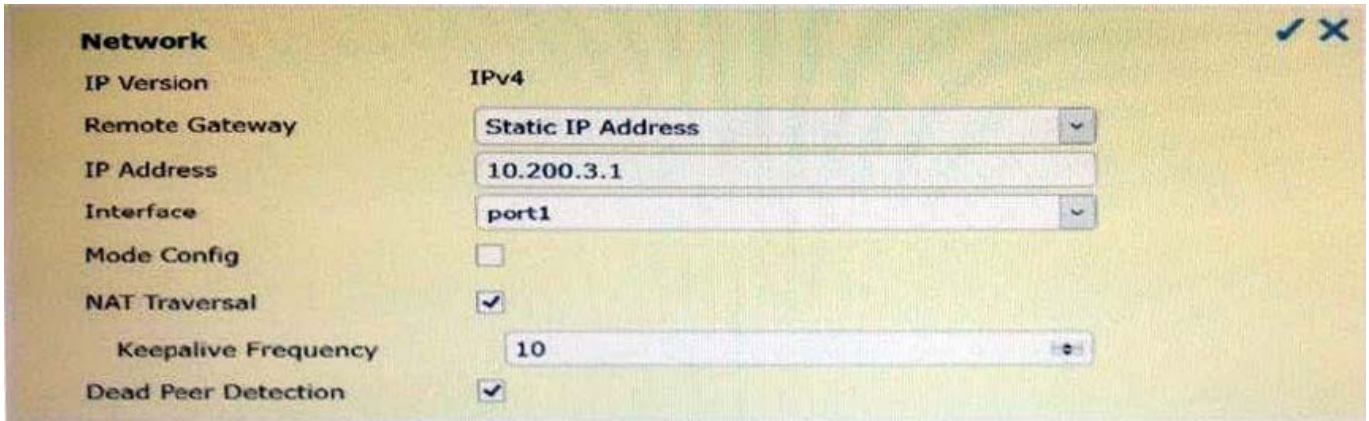 Network
IP Version IPv4
Remote Gateway Static IP Address
IP Address 10.200.3.1
Interface port1
Mode Config
NAT Traversal
Keepalive Frequency 10
Dead Peer Detection